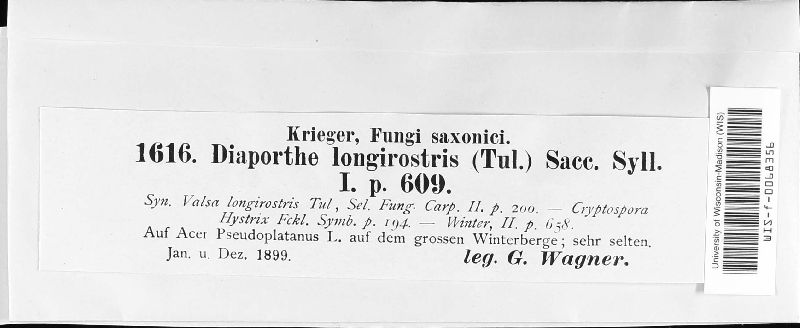 Krieger, Fungi saxonici.
1616. Diaporthe longirostris (Tul.) Sacc. Syll.
I. p. 609.
Syn. Valsa longirostris Tul, Sel. Fung. Carp. II. p. 200. — Cryptospora
Hystrix Fckl. Symb. p. 194. — Winter, II. p. 658.
Auf Acer Pseudoplatanus L. auf dem grossen Winterberge; sehr selten.
Jan. u. Dez. 1899. leg. G. Wagner.
University of Wisconsin-Madison (WIS)
WIS-f-0068356